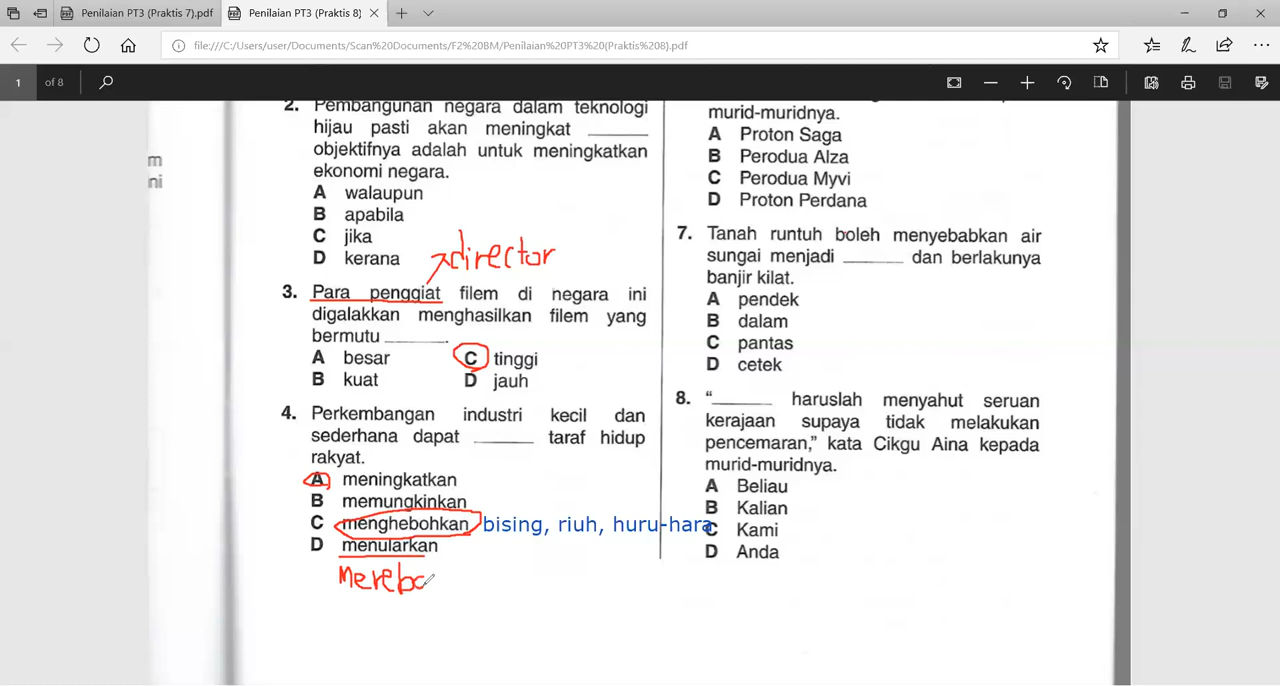 Penilaian PT3 (Praktis 7).pdf
Penilaian PT3 (Praktis 8)
file:///C:/Users/user/Documents/Scan%20Documents/F2%20BM/Penilaian%20PT3%20(Praktis%208).pdf
1 of 8
m
ni
2. Pembangunan negara dalam teknologi
hijau pasti akan meningkat ______
objektifnya adalah untuk meningkatkan
ekonomi negara.
A walaupun
B apabila
C jika
D kerana
director
3. Para penggiat filem di negara ini
digalakkan menghasilkan filem yang
bermutu ______.
A besar
C tinggi
B kuat
D jauh
4. Perkembangan industri kecil dan
sederhana dapat ______ taraf hidup
rakyat.
A meningkatkan
B memungkinkan
C menghebohkan bising, riuh, huru-hara
D menularkan
Mereba
murid-muridnya.
A Proton Saga
B Perodua Alza
C Perodua Myvi
D Proton Perdana
7. Tanah runtuh boleh menyebabkan air
sungai menjadi ______ dan berlakunya
banjir kilat.
A pendek
B dalam
C pantas
D cetek
8. "______ haruslah menyahut seruan
kerajaan supaya tidak melakukan
pencemaran," kata Cikgu Aina kepada
murid-muridnya.
A Beliau
B Kalian
C Kami
D Anda